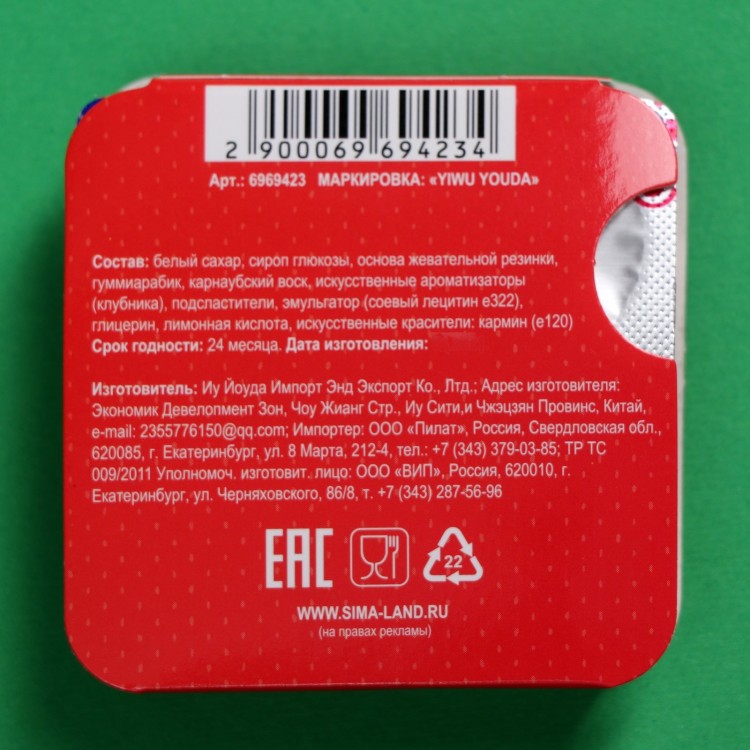 2 900069 694234
Арт.: 6969423 МАРКИРОВКА: «YIWU YOUDA»
Состав: белый сахар, сироп глюкозы, основа жевательной резинки,
гуммиарабик, карнаубский воск, искусственные ароматизаторы
(клубника), подсластители, эмульгатор (соевый лецитин е322),
глицерин, лимонная кислота, искусственные красители: кармин (е120)
Срок годности: 24 месяца. Дата изготовления:
Изготовитель: Иу Йоуда Импорт Энд Экспорт Ко., Лтд.; Адрес изготовителя:
Экономик Девелопмент Зон, Чоу Жианг Стр., Иу Сити,и Чжэцзян Провинс, Китай,
e-mail: 2355776150@qq.com; Импортер: ООО «Пилат», Россия, Свердловская обл.,
620085, г. Екатеринбург, ул. 8 Марта, 212-4, тел.: +7 (343) 379-03-85; ТР ТС
009/2011 Уполномоч. изготовит. лицо: ООО «ВИП», Россия, 620010, г.
Екатеринбург, ул. Черняховского, 86/8, т. +7 (343) 287-56-96
EAC 22
WWW.SIMA-LAND.RU
(на правах рекламы)